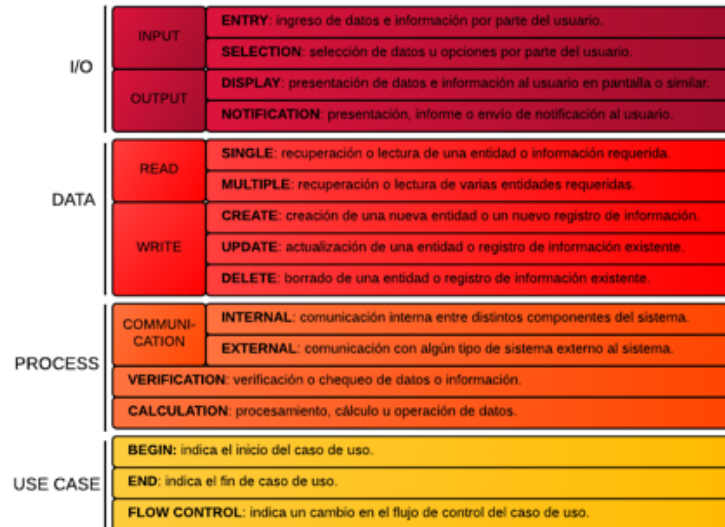 I/O
INPUT
ENTRY: ingreso de datos e información por parte del usuario.
SELECTION: selección de datos u opciones por parte del usuario.
OUTPUT
DISPLAY: presentación de datos e información al usuario en pantalla o similar.
NOTIFICATION: presentación, informe o envío de notificación al usuario.
DATA
READ
SINGLE: recuperación o lectura de una entidad o información requerida.
MULTIPLE: recuperación o lectura de varias entidades requeridas.
WRITE
CREATE: creación de una nueva entidad o un nuevo registro de información.
UPDATE: actualización de una entidad o registro de información existente.
DELETE: borrado de una entidad o registro de información existente.
PROCESS
COMMUNI-
CATION
INTERNAL: comunicación interna entre distintos componentes del sistema.
EXTERNAL: comunicación con algún tipo de sistema externo al sistema.
VERIFICATION: verificación o chequeo de datos o información.
CALCULATION: procesamiento, cálculo u operación de datos.
USE CASE
BEGIN: indica el inicio del caso de uso.
END: indica el fin de caso de uso.
FLOW CONTROL: indica un cambio en el flujo de control del caso de uso.